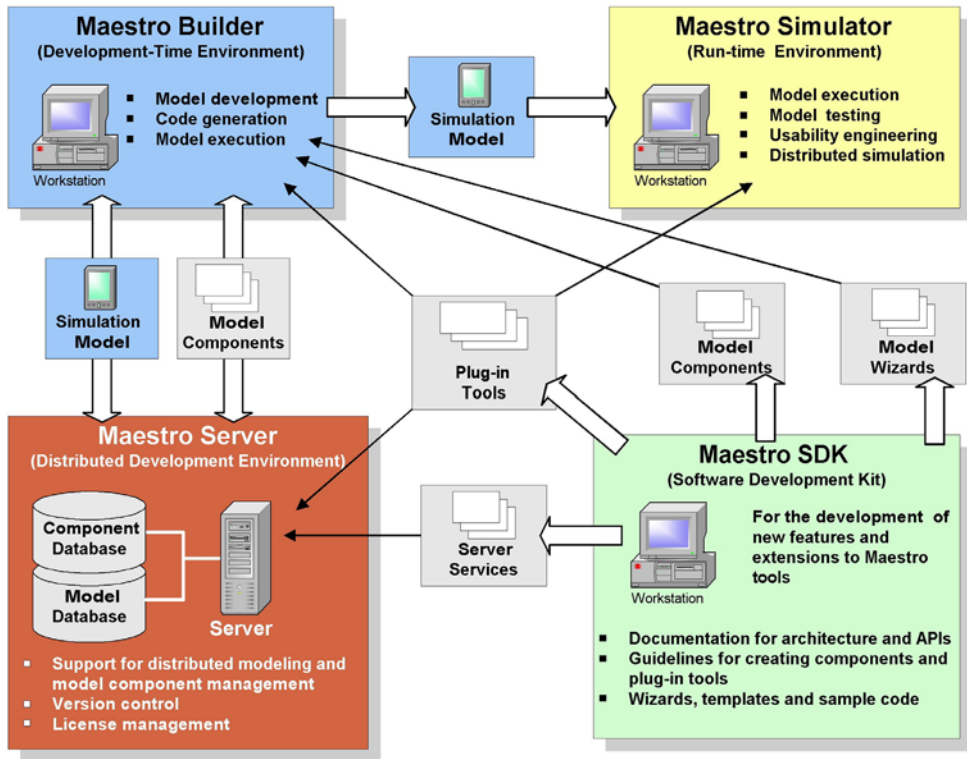 Maestro Builder
(Development-Time Environment)
Model development
Code generation
Model execution
Workstation
Simulation
Model
Maestro Simulator
(Run-time Environment)
Model execution
Model testing
Usability engineering
Distributed simulation
Workstation
Simulation
Model
Model
Components
Plug-in
Tools
Model
Components
Model
Wizards
Maestro Server
(Distributed Development Environment)
Component
Database
Model
Database
Server
Support for distributed modeling and
model component management
Version control
License management
Server
Services
Maestro SDK
(Software Development Kit)
For the development of
new features and
extensions to Maestro
tools
Workstation
Documentation for architecture and APIs
Guidelines for creating components and
plug-in tools
Wizards, templates and sample code